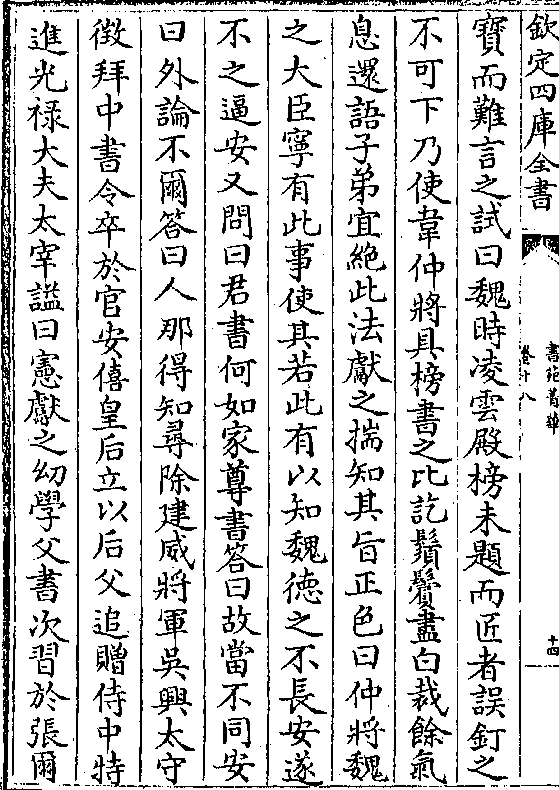 欽定四庫全書
書苑菁華
卷十八
十四
寶而難言之試曰魏時凌雲殿榜未題而匠者誤釘之
不可下乃使韋仲將具榜書之比訖鬚鬢盡白裁餘氣
息還語子弟宜絶此法獻之揣知其旨正色曰仲將魏
之大臣寧有此事使其若此有以知魏徳之不長安遂
不之逼安又問曰君書何如家尊書答曰故當不同安
曰外論不爾答曰人那得知尋除建威將軍吳興太守
徴拜中書令卒於官安僖皇后立以后父追贈侍中特
進光禄大夫太宰謚曰憲獻之幼學父書次習於張爾